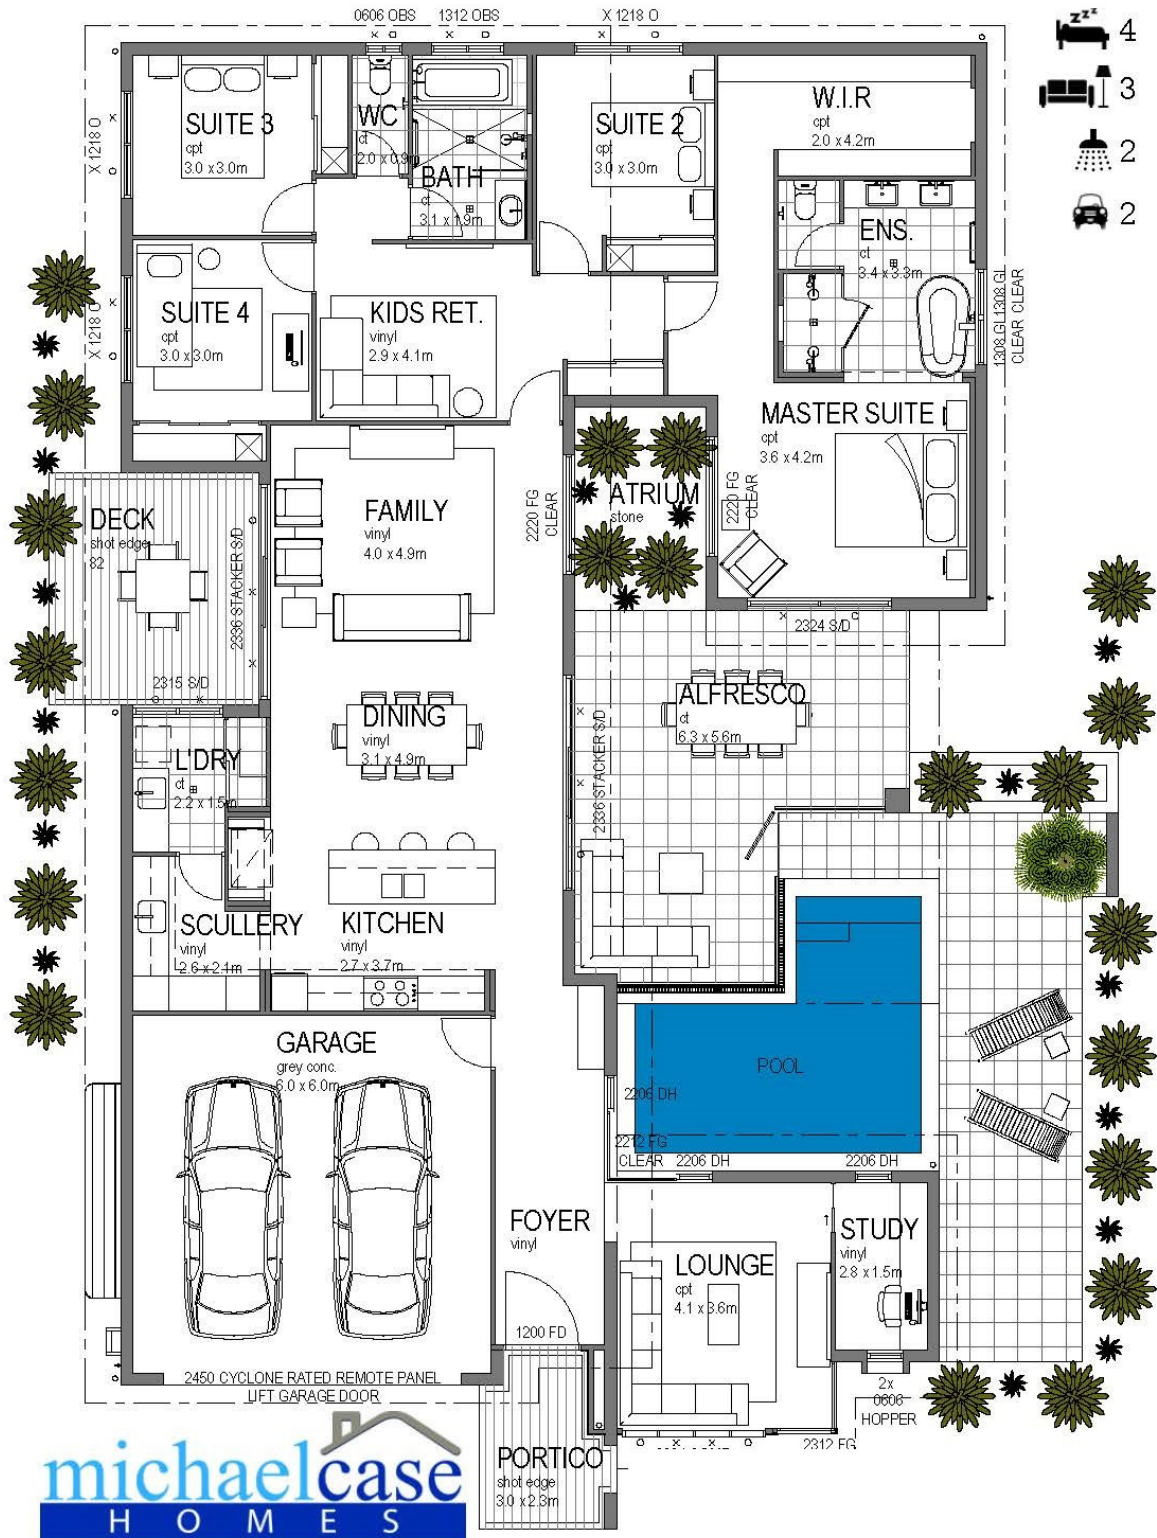 0606 OBS
1312 OBS
X 1218 O
zzz
4
3
2
2
SUITE 3
cpt
3.0 x 3.0m
WC
ct
2.0 x 0.9m
BATH
ct
3.1 x 1.9m
SUITE 2
cpt
3.0 x 3.0m
W.I.R
cpt
2.0 x 4.2m
ENS.
ct
3.4 x 3.3m
X 1218 O
X 1218 O
SUITE 4
cpt
3.0 x 3.0m
KIDS RET.
vinyl
2.9 x 4.1m
1308 GL 1308 GL
CLEAR CLEAR
MASTER SUITE
cpt
3.6 x 4.2m
FAMILY
vinyl
4.0 x 4.9m
2220 FG
CLEAR
ATRIUM
stone
2220 FG
CLEAR
DECK
shot edge
82
2336 STACKER S/D
2315 S/D
2324 S/D
ALFRESCO
ct
6.3 x 5.6m
2336 STACKER S/D
DINING
vinyl
3.1 x 4.9m
L'DRY
ct
2.2 x 1.5m
SCULLERY
vinyl
2.6 x 2.1m
KITCHEN
vinyl
2.7 x 3.7m
GARAGE
grey conc.
6.0 x 6.0m
POOL
2206 DH
2212 FG
CLEAR
2206 DH
2206 DH
FOYER
vinyl
LOUNGE
cpt
4.1 x 3.6m
STUDY
vinyl
2.8 x 1.5m
1200 FD
2450 CYCLONE RATED REMOTE PANEL
LIFT GARAGE DOOR
2x
0606
HOPPER
2312 FG
PORTICO
shot edge
3.0 x 2.3m
michaelcase
HOMES